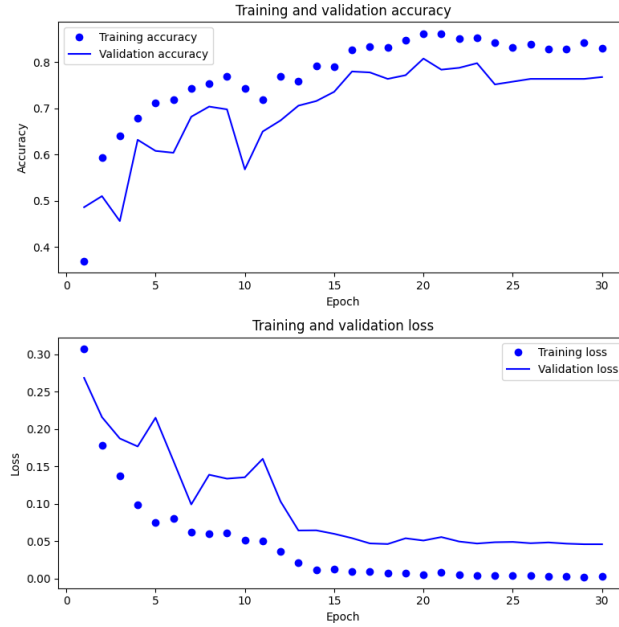 Training and validation accuracy
Training accuracy
Validation accuracy
0.8
0.7
0.6
0.5
0.4
Accuracy
0
5
10
15
20
25
30
Epoch
Training and validation loss
Training loss
Validation loss
0.30
0.25
0.20
0.15
0.10
0.05
0.00
Loss
0
5
10
15
20
25
30
Epoch